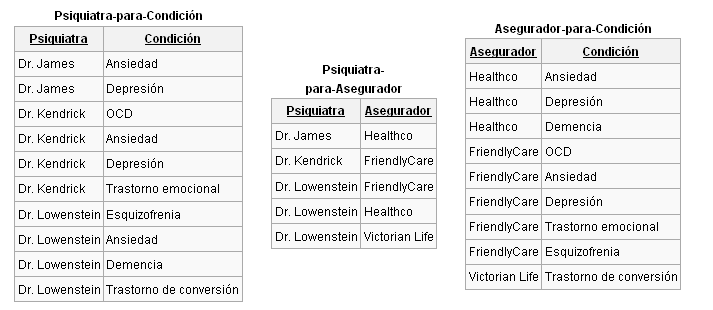 Psiquiatra-para-Condición
Psiquiatra Condición
Dr. James Ansiedad
Dr. James Depresión
Dr. Kendrick OCD
Dr. Kendrick Ansiedad
Dr. Kendrick Depresión
Dr. Kendrick Trastorno emocional
Dr. Lowenstein Esquizofrenia
Dr. Lowenstein Ansiedad
Dr. Lowenstein Demencia
Dr. Lowenstein Trastorno de conversión
Psiquiatra-
para-Asegurador
Psiquiatra Asegurador
Dr. James Healthco
Dr. Kendrick FriendlyCare
Dr. Lowenstein FriendlyCare
Dr. Lowenstein Healthco
Dr. Lowenstein Victorian Life
Asegurador-para-Condición
Asegurador Condición
Healthco Ansiedad
Healthco Depresión
Healthco Demencia
FriendlyCare OCD
FriendlyCare Ansiedad
FriendlyCare Depresión
FriendlyCare Trastorno emocional
FriendlyCare Esquizofrenia
Victorian Life Trastorno de conversión